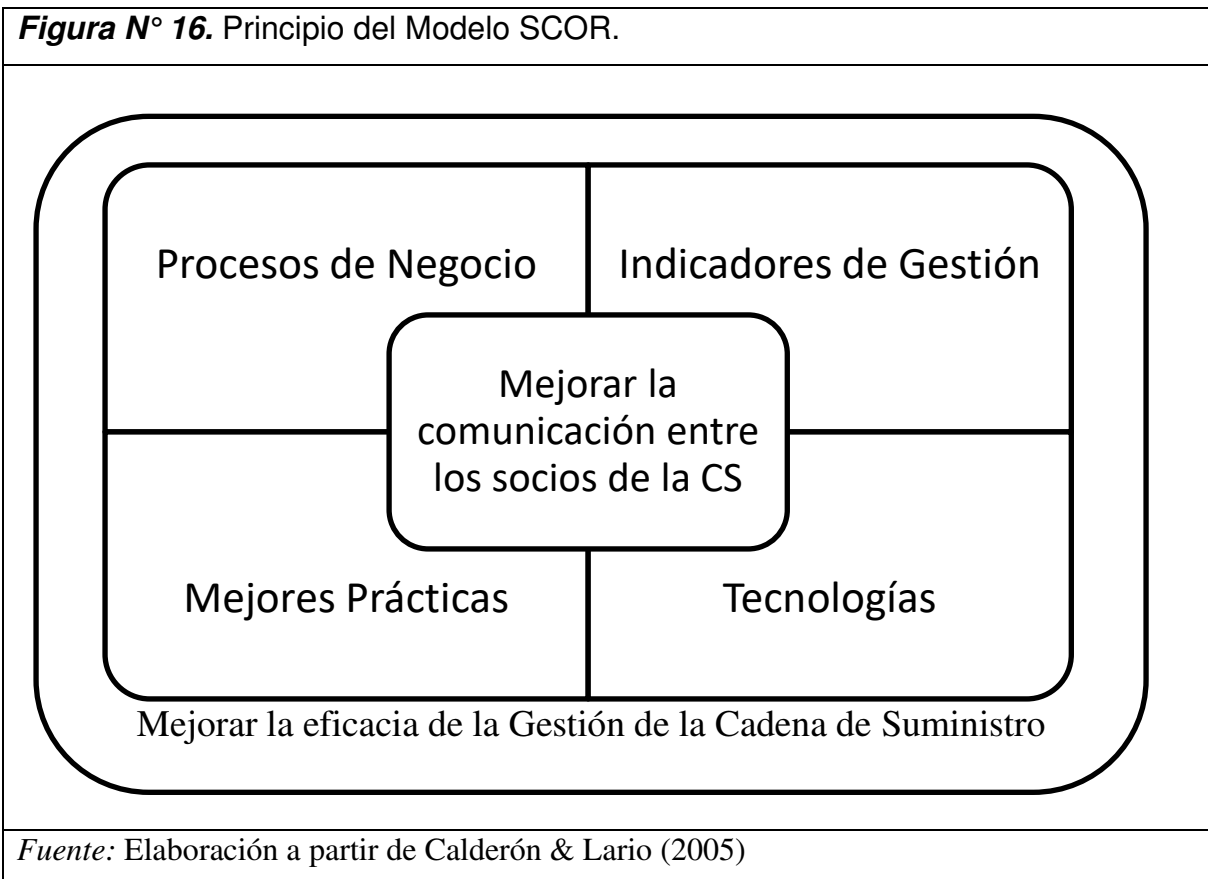 Figura N° 16. Principio del Modelo SCOR.
Procesos de Negocio
Indicadores de Gestión
Mejorar la
comunicación entre
los socios de la CS
Mejores Prácticas
Tecnologías
Mejorar la eficacia de la Gestión de la Cadena de Suministro
Fuente: Elaboración a partir de Calderón & Lario (2005)